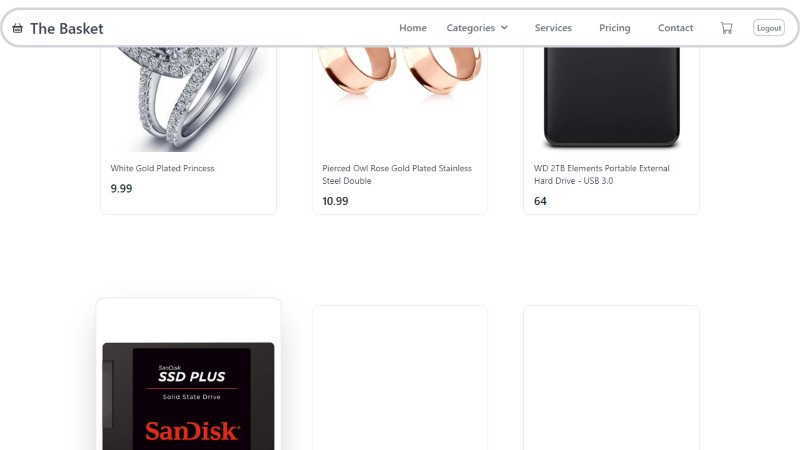 The Basket
Home Categories Services Pricing Contact Logout
White Gold Plated Princess
9.99
Pierced Owl Rose Gold Plated Stainless
Steel Double
10.99
WD 2TB Elements Portable External
Hard Drive - USB 3.0
64
SanDisk
SSD PLUS
Solid State Drive
SanDisk